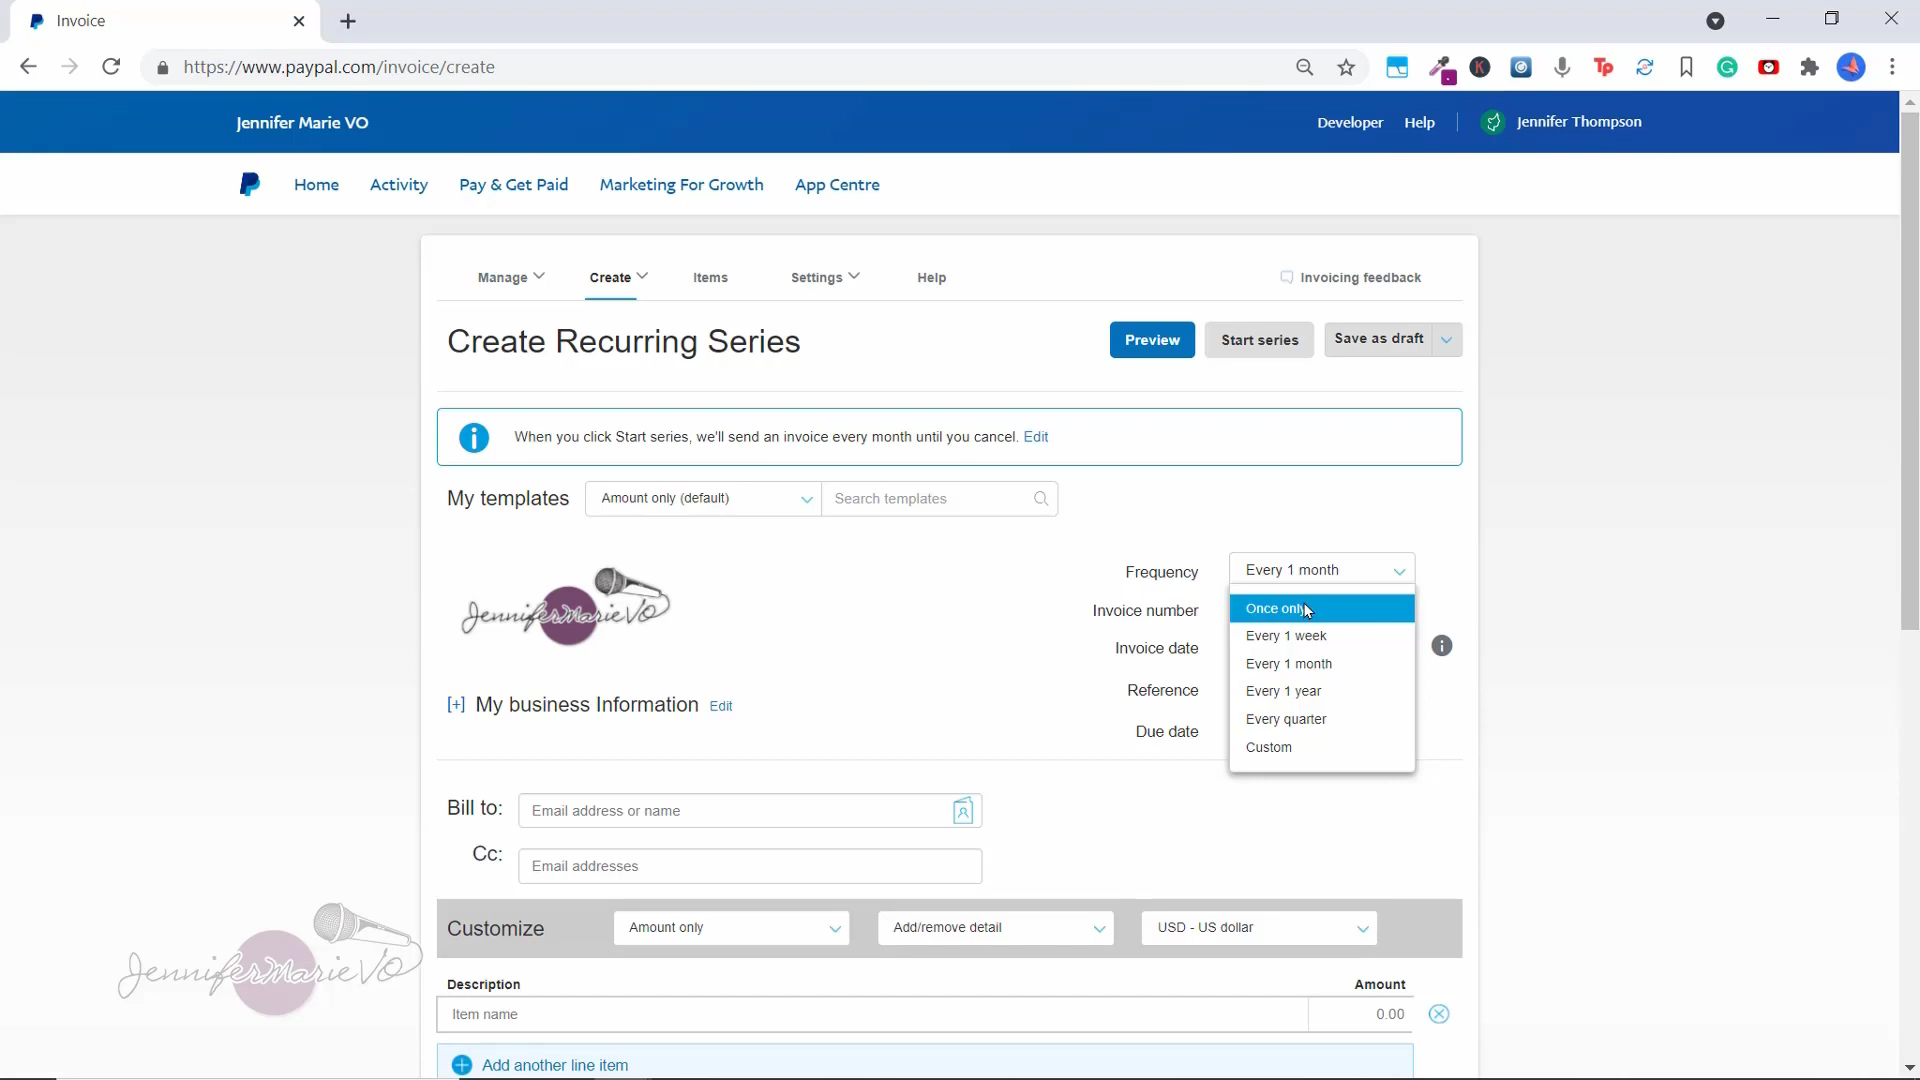 Invoice
https://www.paypal.com/invoice/create
Jennifer Marie VO
Developer Help Jennifer Thompson
Home Activity Pay & Get Paid Marketing For Growth App Centre
Manage Create Items Settings Help Invoicing feedback
Create Recurring Series Preview Start series Save as draft
When you click Start series, we'll send an invoice every month until you cancel. Edit
My templates Amount only (default) Search templates
JenniferMarieVO
Frequency Every 1 month
Once only
Every 1 week
Every 1 month
Every 1 year
Every quarter
Custom
Invoice number
Invoice date
Reference
Due date
[+] My business Information Edit
Bill to: Email address or name
Cc: Email addresses
Customize Amount only Add/remove detail USD - US dollar
Description Amount
Item name 0.00
Add another line item
JenniferMarieVO